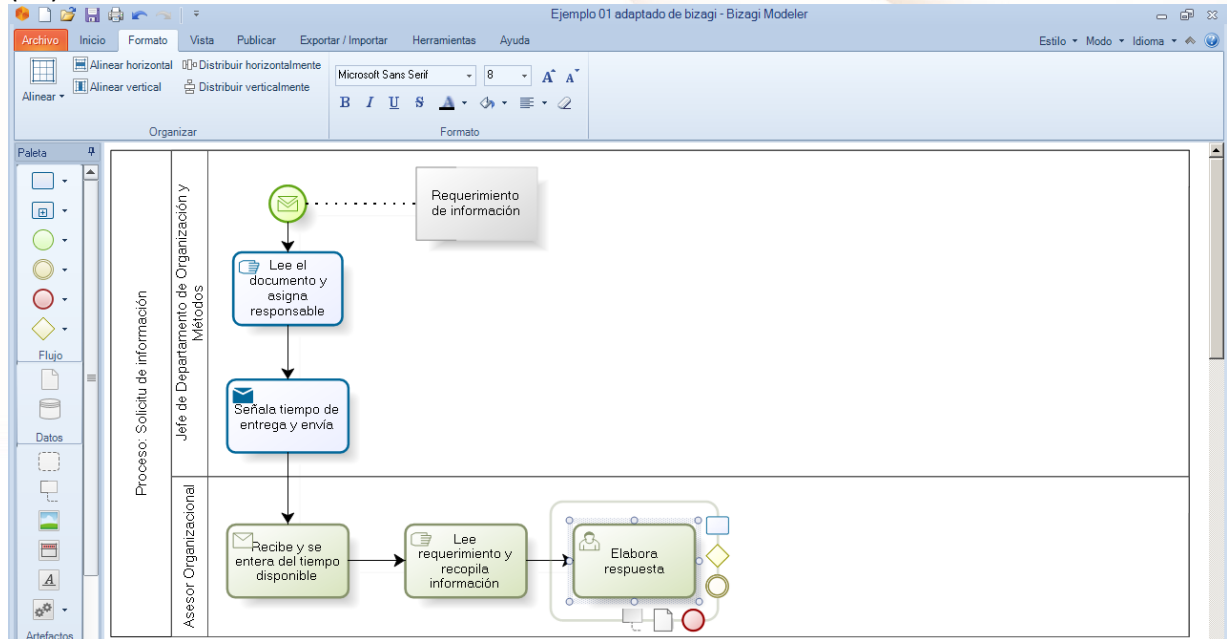 Ejemplo 01 adaptado de bizagi - Bizagi Modeler
Archivo Inicio Formato Vista Publicar Exportar / Importar Herramientas Ayuda Estilo Modo Idioma
Alinear
Alinear horizontal
Alinear vertical
Distribuir horizontalmente
Distribuir verticalmente
Organizar
Microsoft Sans Serif 8 A A
B I U S A
Formato
Paleta
Flujo
Datos
A
Artefactos
Proceso: Solicitu de información
Jefe de Departamento de Organización y
Métodos
Requerimiento
de información
Lee el
documento y
asigna
responsable
Señala tiempo de
entrega y envía
Asesor Organizacional
Recibe y se
entera del tiempo
disponible
Lee
requerimiento y
recopila
información
Elabora
respuesta